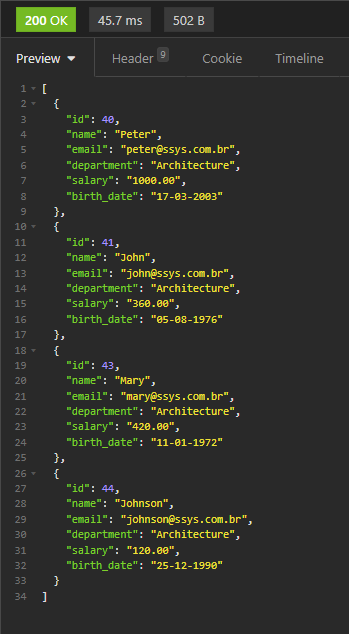 200 OK 45.7 ms 502 B
Preview Header 9 Cookie Timeline
1 [
2 {
3 "id": 40,
4 "name": "Peter",
5 "email": "peter@ssys.com.br",
6 "department": "Architecture",
7 "salary": "1000.00",
8 "birth_date": "17-03-2003"
9 },
10 {
11 "id": 41,
12 "name": "John",
13 "email": "john@ssys.com.br",
14 "department": "Architecture",
15 "salary": "360.00",
16 "birth_date": "05-08-1976"
17 },
18 {
19 "id": 43,
20 "name": "Mary",
21 "email": "mary@ssys.com.br",
22 "department": "Architecture",
23 "salary": "420.00",
24 "birth_date": "11-01-1972"
25 },
26 {
27 "id": 44,
28 "name": "Johnson",
29 "email": "johnson@ssys.com.br",
30 "department": "Architecture",
31 "salary": "120.00",
32 "birth_date": "25-12-1990"
33 }
34 ]